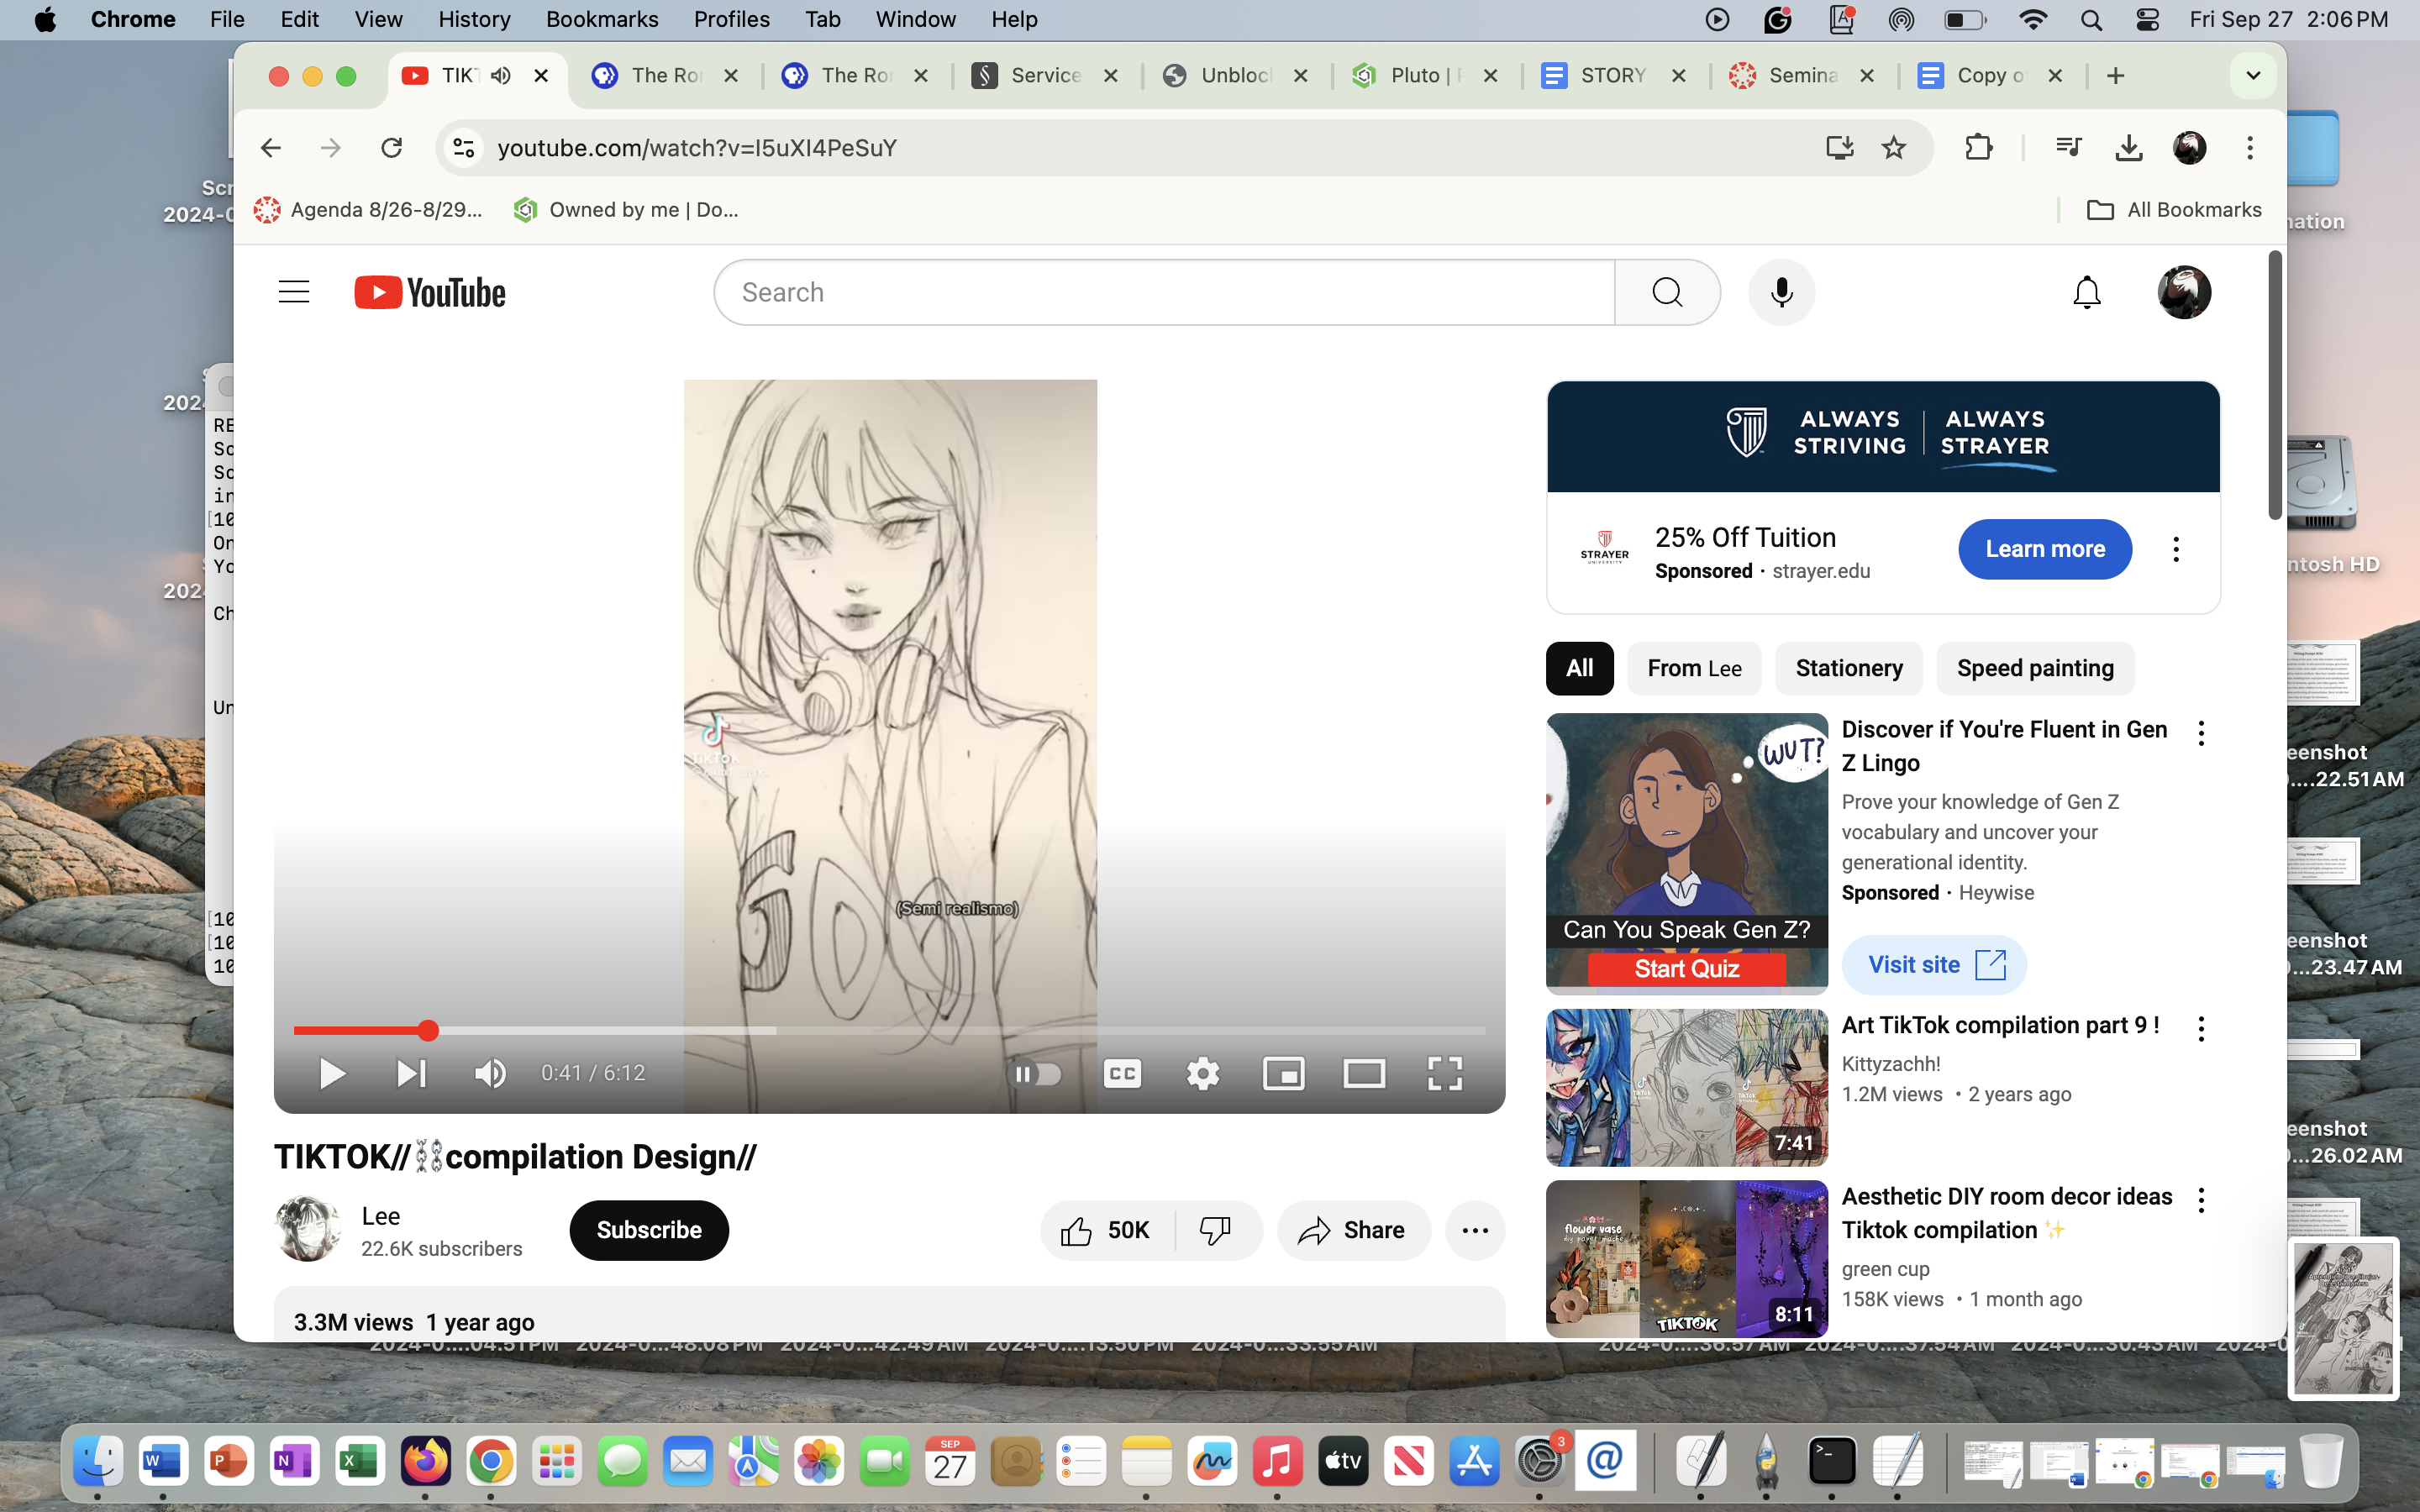 Chrome File Edit View History Bookmarks Profiles Tab Window Help
Fri Sep 27 2:06 PM
TIKT
The Ro
The Ro
Service
Unbloc
Pluto |
STORY
Semina
Copy o
youtube.com/watch?v=I5uXI4PeSuY
Agenda 8/26-8/29...
Owned by me | Do...
All Bookmarks
YouTube
Search
TikTok
GOO
(Semi realismo)
0:41 / 6:12
CC
TIKTOK//⛓️compilation Design//
Lee
22.6K subscribers
Subscribe
50K
Share
3.3M views 1 year ago
ALWAYS STRIVING
ALWAYS STRAYER
STRAYER
UNIVERSITY
25% Off Tuition
Sponsored · strayer.edu
Learn more
All
From Lee
Stationery
Speed painting
WUT?
Can You Speak Gen Z?
Start Quiz
Discover if You're Fluent in Gen
Z Lingo
Prove your knowledge of Gen Z
vocabulary and uncover your
generational identity.
Sponsored · Heywise
Visit site
7:41
Art TikTok compilation part 9 !
Kittyzachh!
1.2M views • 2 years ago
flower vase
diy paper mache
TIKTOK
8:11
Aesthetic DIY room decor ideas
Tiktok compilation ✨
green cup
158K views • 1 month ago
Scr
2024-0
202
202
RE
Sc
Sc
in
[10
On
Yo
Ch
Un
[10
[10
10
nation
ntosh HD
eenshot
....22.51 AM
eenshot
...23.47 AM
eenshot
...26.02 AM
2024-0....04.51 PM
2024-0....48.08 PM
2024-0....42.49 AM
2024-0....13.50 PM
2024-0....33.55 AM
2024-0....36.57 AM
2024-0....37.54 AM
2024-0....30.43 AM
2024-0
W
P
N
X
SEP
27
tv
3
@
>_